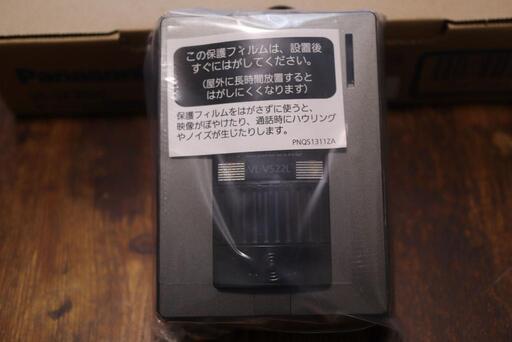 Panasonic
この保護フィルムは、設置後
すぐにはがしてください。
(屋外に長時間放置すると
はがしにくくなります)
保護フィルムをはがさずに使うと、
映像がぼやけたり、通話時にハウリング
やノイズが生じたりします。
PNQS1311ZA
VL-V522L